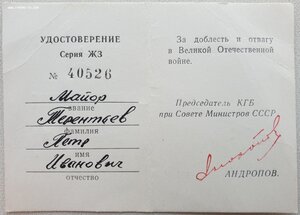 УДОСТОВЕРЕНИЕ
Серия ЖЗ
№ 40526
Майор
звание
Терентьев
фамилия
Петр
имя
Иванович
отчество
За доблесть и отвагу
в Великой Отечественной
войне.
Председатель КГБ
при Совете Министров СССР
АНДРОПОВ.